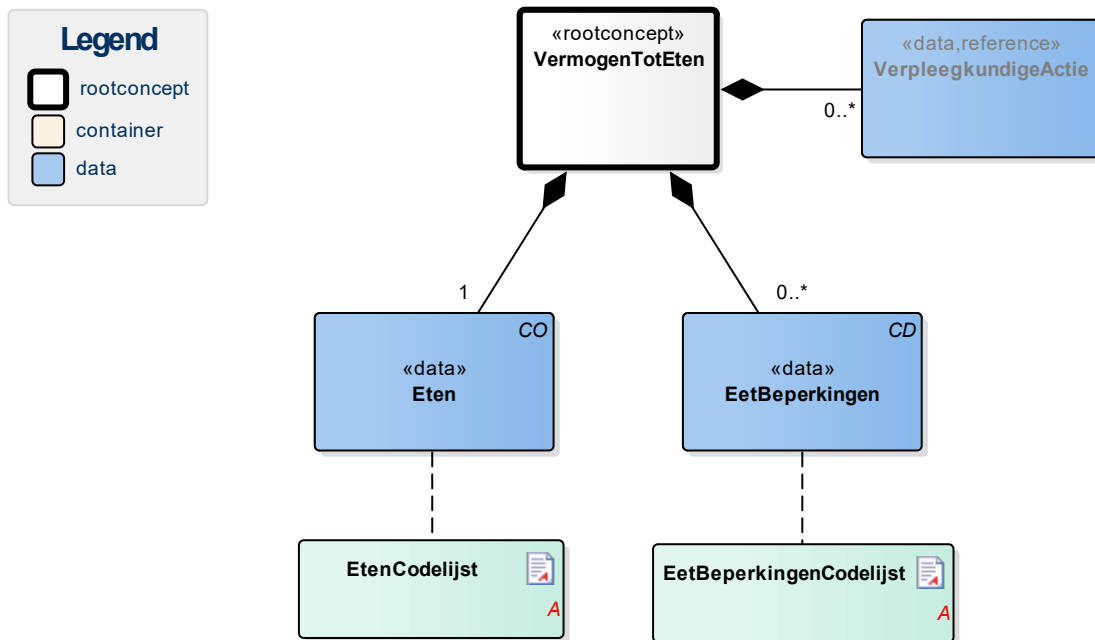 Legend
rootconcept
container
data
«rootconcept»
VermogenTotEten
«data,reference»
VerpleegkundigeActie
0..*
1
0..*
CO
«data»
Eten
CD
«data»
EetBeperkingen
EtenCodelijst
A
EetBeperkingenCodelijst
A